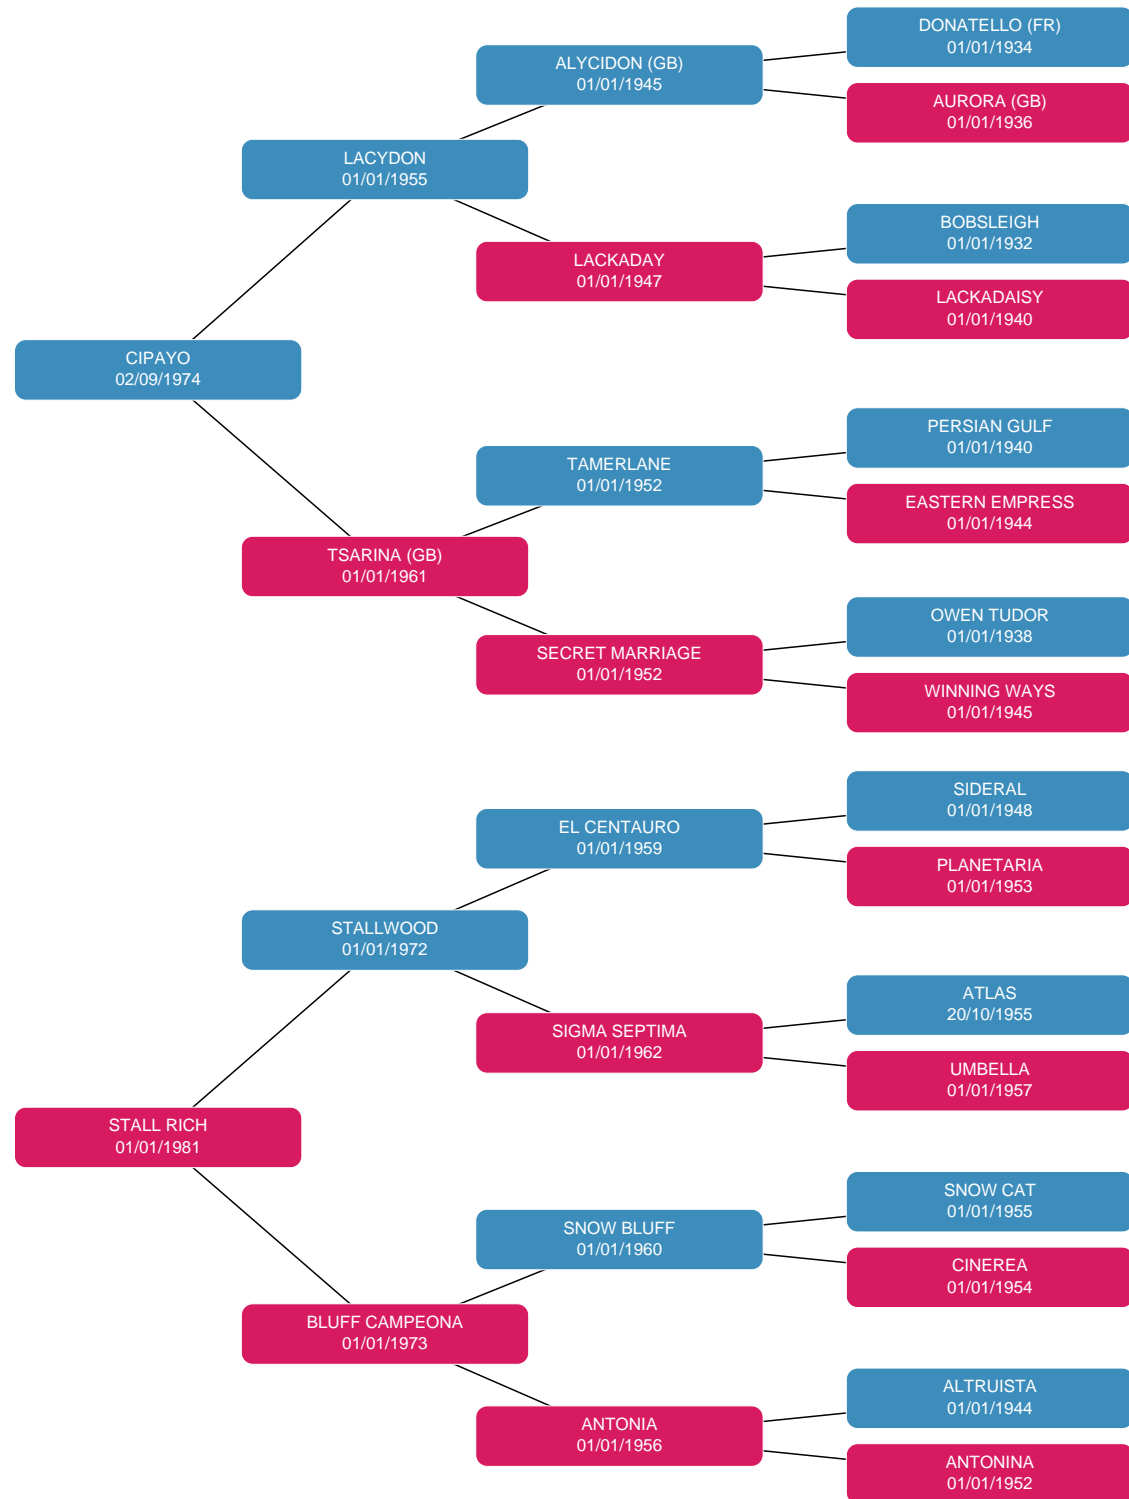 DONATELLO (FR)
01/01/1934
ALYCIDON (GB)
01/01/1945
AURORA (GB)
01/01/1936
LACYDON
01/01/1955
BOBSLEIGH
01/01/1932
LACKADAY
01/01/1947
LACKADAISY
01/01/1940
CIPAYO
02/09/1974
PERSIAN GULF
01/01/1940
TAMERLANE
01/01/1952
EASTERN EMPRESS
01/01/1944
TSARINA (GB)
01/01/1961
OWEN TUDOR
01/01/1938
SECRET MARRIAGE
01/01/1952
WINNING WAYS
01/01/1945
SIDERAL
01/01/1948
EL CENTAURO
01/01/1959
PLANETARIA
01/01/1953
STALLWOOD
01/01/1972
ATLAS
20/10/1955
SIGMA SEPTIMA
01/01/1962
UMBELLA
01/01/1957
STALL RICH
01/01/1981
SNOW CAT
01/01/1955
SNOW BLUFF
01/01/1960
CINEREA
01/01/1954
BLUFF CAMPEONA
01/01/1973
ALTRUISTA
01/01/1944
ANTONIA
01/01/1956
ANTONINA
01/01/1952